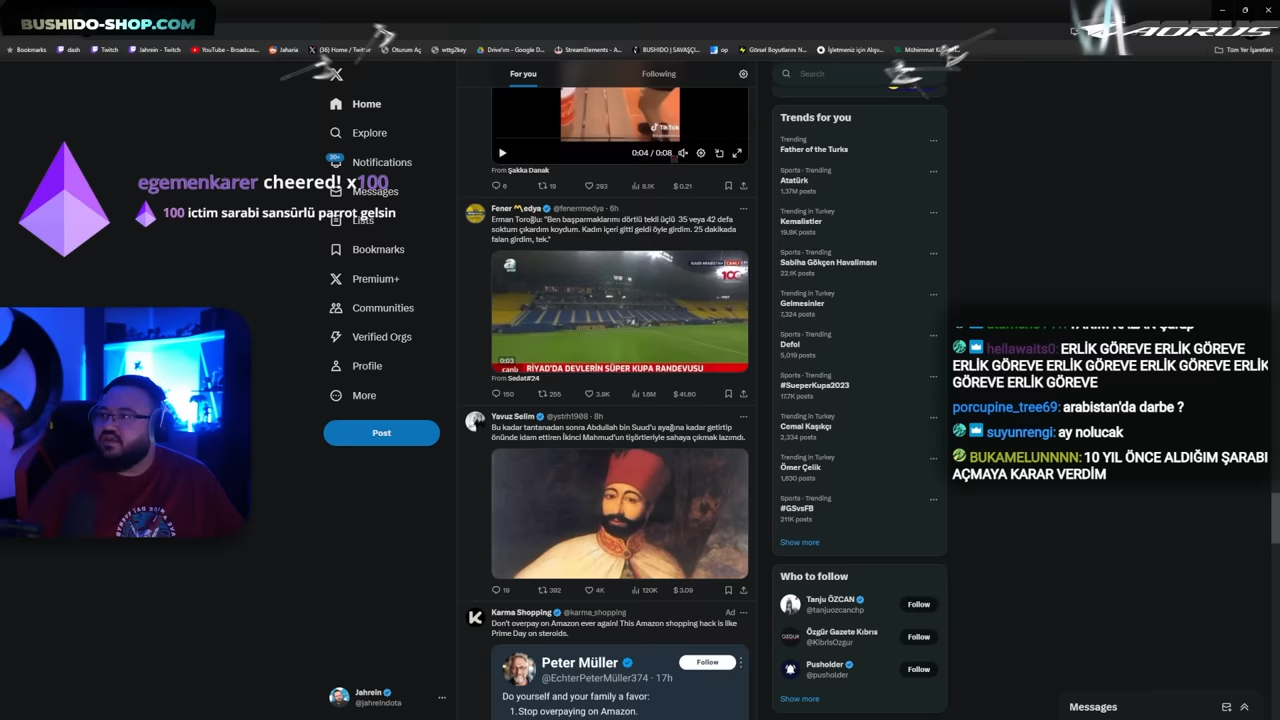 BUSHIDO-SHOP.COM
AORUS
Bookmarks
dash
Twitch
Jahrein - Twitch
YouTube - Broadcas...
Jaharia
(36) Home / Twitter
Oturum Aç
wttg2key
Drive'ım - Google D...
StreamElements - A...
BUSHIDO | SAVAŞÇI...
op
Görsel Boyutlarını N...
İşletmeniz için Alışv...
Tüm Yer İşaretleri
Home
Explore
20+
Notifications
Messages
Lists
Bookmarks
Premium+
Communities
Verified Orgs
Profile
More
Post
Jahrein
@jahreindota
egemenkarer cheered! x100
100 ictim sarabi sansürlü parrot gelsin
For you
Following
TikTok
0:04 / 0:08
From Şakka Danak
6
19
293
8.1K
$ 0.21
Fener Medya @fenermedya · 6h
Erman Toroğlu: "Ben başparmaklarımı dörtlü tekli üçlü 35 veya 42 defa
soktum çıkardım koydum. Kadın içeri gitti geldi öyle girdim. 25 dakikada
falan girdim, tek."
100
0:03
canlı RİYAD'DA DEVLERİN SÜPER KUPA RANDEVUSU
From Sedat#24
150
255
3.9K
1.6M
Yavuz Selim @ystrh1908 · 8h
Bu kadar tantanadan sonra Abdullah bin Suud'u ayağına kadar getirtip
önünde idam ettiren İkinci Mahmud'un tişörtleriyle sahaya çıkmak lazımdı.
19
392
4K
120K
$ 3.09
Karma Shopping @karma_shopping
Ad
Don't overpay on Amazon ever again! This Amazon shopping hack is like
Prime Day on steroids.
Peter Müller
@EchterPeterMüller374 · 17h
Follow
Do yourself and your family a favor:
1. Stop overpaying on Amazon.
Search
Trends for you
Trending
Father of the Turks
Sports · Trending
Atatürk
1.37M posts
Trending in Turkey
Kemalistler
19.8K posts
Sports · Trending
Sabiha Gökçen Havalimanı
22.1K posts
Trending in Turkey
Gelmesinler
7,324 posts
Sports · Trending
Defol
5,019 posts
Sports · Trending
#SueperKupa2023
17.7K posts
Trending in Turkey
Cemal Kaşıkçı
2,334 posts
Trending in Turkey
Ömer Çelik
1,630 posts
Sports · Trending
#GSvsFB
211K posts
Show more
Who to follow
Tanju ÖZCAN
@tanjuozcanchp
Follow
Özgür Gazete Kıbrıs
@KibrisOzgur
Follow
Pusholder
@pusholder
Follow
Show more
hellawaits0: ERLİK GÖREVE ERLİK GÖREVE
ERLİK GÖREVE ERLİK GÖREVE ERLİK GÖREVE ERLİK
GÖREVE ERLİK GÖREVE
porcupine_tree69: arabistan'da darbe ?
suyunrengi: ay nolucak
BUKAMELUNNNN: 10 YIL ÖNCE ALDIĞIM ŞARABI
AÇMAYA KARAR VERDİM
Messages